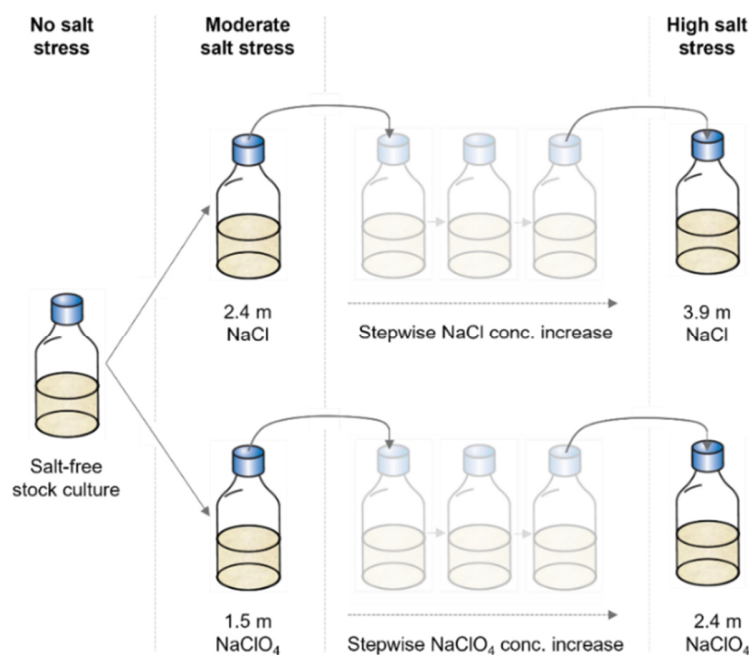 No salt
stress
Moderate
salt stress
High salt
stress
2.4 m
NaCl
Stepwise NaCl conc. increase
3.9 m
NaCl
Salt-free
stock culture
1.5 m
NaClO₄
Stepwise NaClO₄ conc. increase
2.4 m
NaClO₄